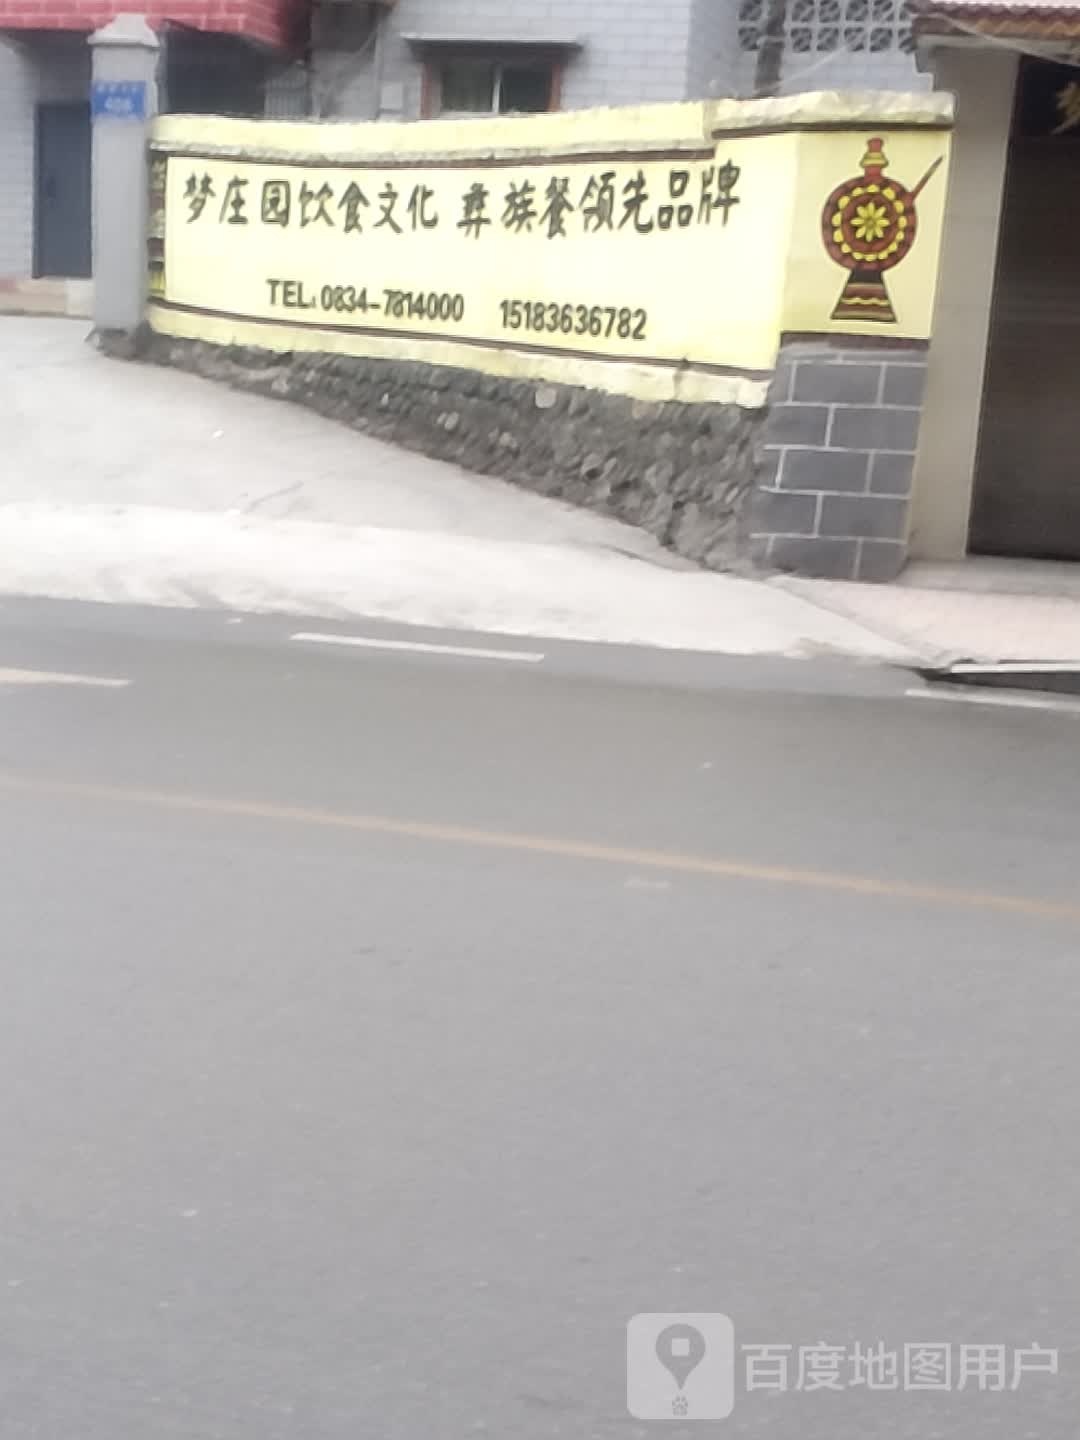 406
梦庄园饮食文化 彝族餐领先品牌
TEL:0834-7814000 15183636782
百度地图用户